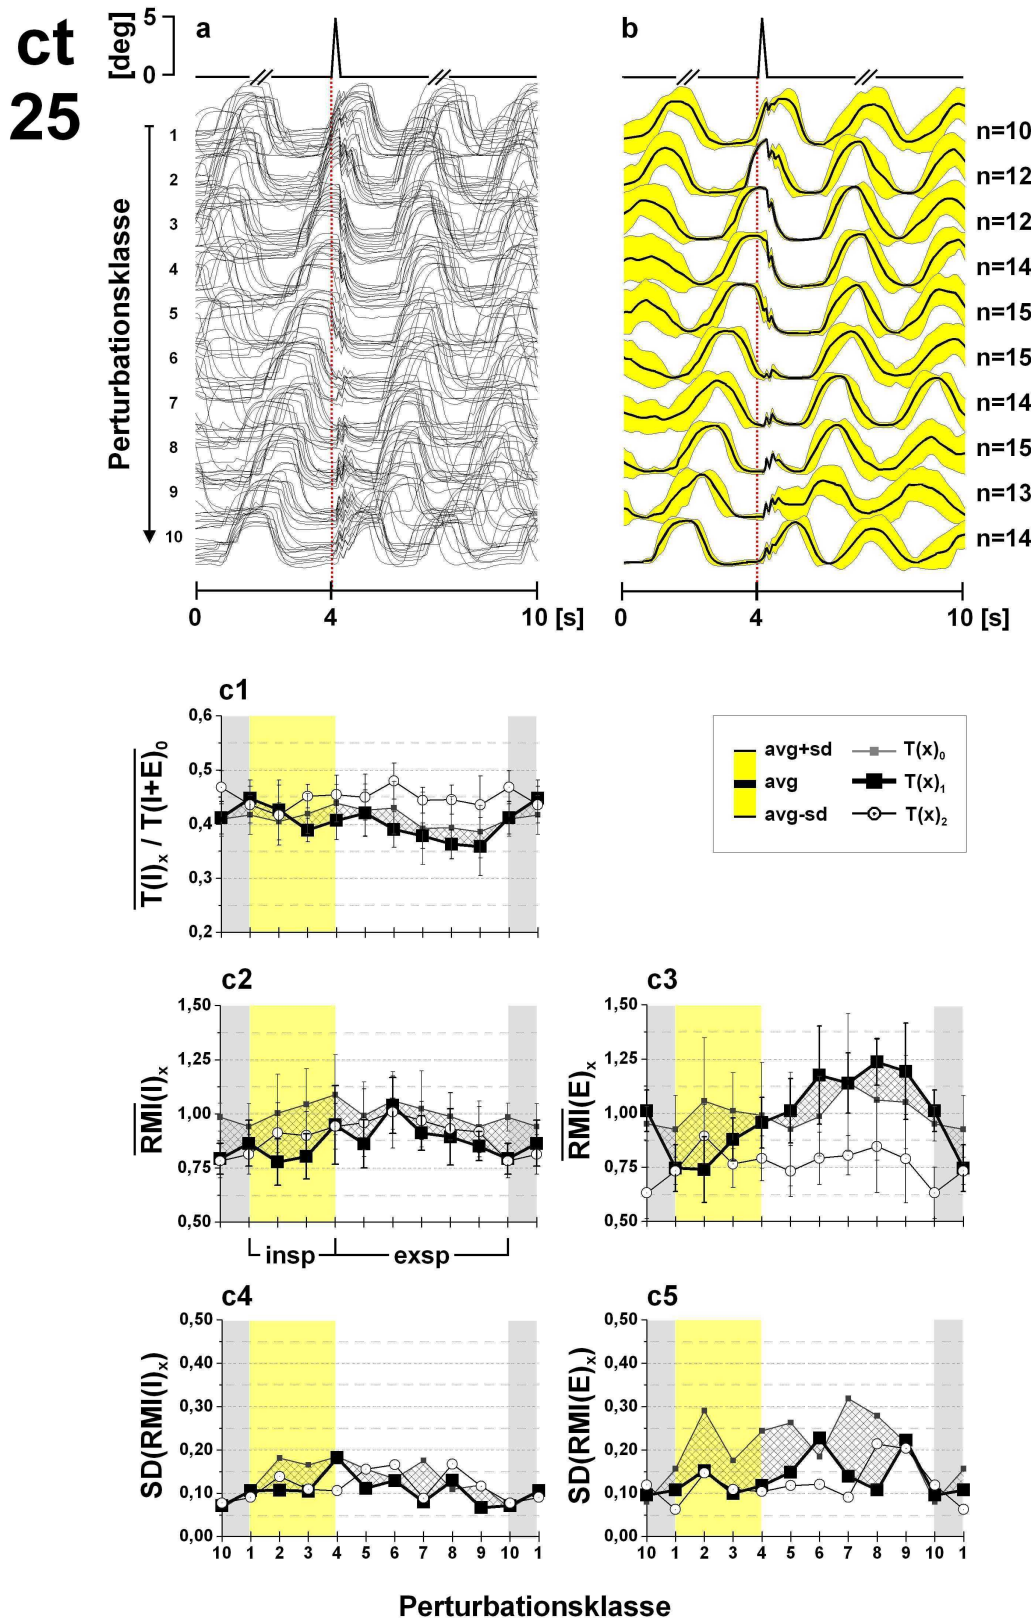 ct
25
5
[deg]
0
a
b
Perturbationsklasse
1
2
3
4
5
6
7
8
9
10
n=10
n=12
n=12
n=14
n=15
n=15
n=14
n=15
n=13
n=14
0 4 10 [s]
0 4 10 [s]
c1
T(I)x / T(I+E)0
0,6
0,5
0,4
0,3
0,2
avg+sd
avg
avg-sd
T(x)0
T(x)1
T(x)2
c2
RMI(I)x
1,50
1,25
1,00
0,75
0,50
insp
exsp
c3
RMI(E)x
1,50
1,25
1,00
0,75
0,50
c4
SD(RMI(I)x)
0,50
0,40
0,30
0,20
0,10
0,00
10 1 2 3 4 5 6 7 8 9 10 1
c5
SD(RMI(E)x)
0,50
0,40
0,30
0,20
0,10
0,00
10 1 2 3 4 5 6 7 8 9 10 1
Perturbationsklasse